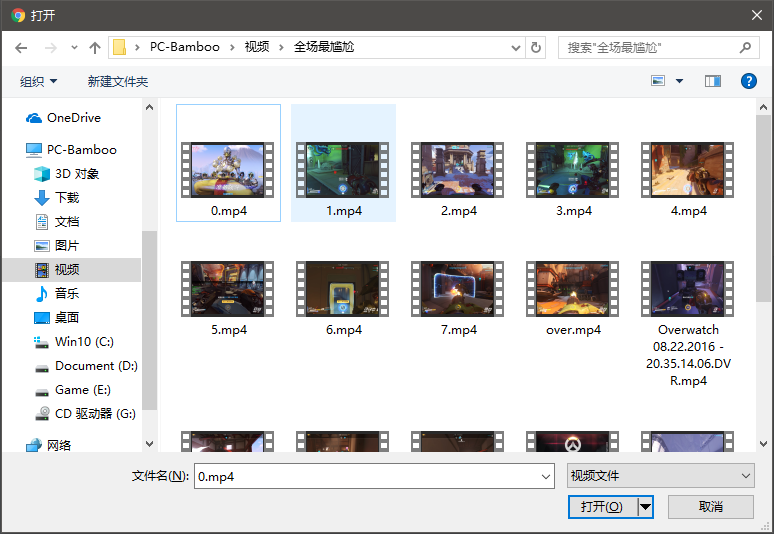 打开
PC-Bamboo
视频
全场最尴尬
搜索"全场最尴尬"
组织
新建文件夹
OneDrive
PC-Bamboo
3D 对象
下载
文档
图片
视频
音乐
桌面
Win10 (C:)
Document (D:)
Game (E:)
CD 驱动器 (G:)
网络
0.mp4
1.mp4
2.mp4
3.mp4
4.mp4
5.mp4
6.mp4
7.mp4
over.mp4
Overwatch
08.22.2016 -
20.35.14.06.DV
R.mp4
文件名(N):
0.mp4
视频文件
打开(O)
取消